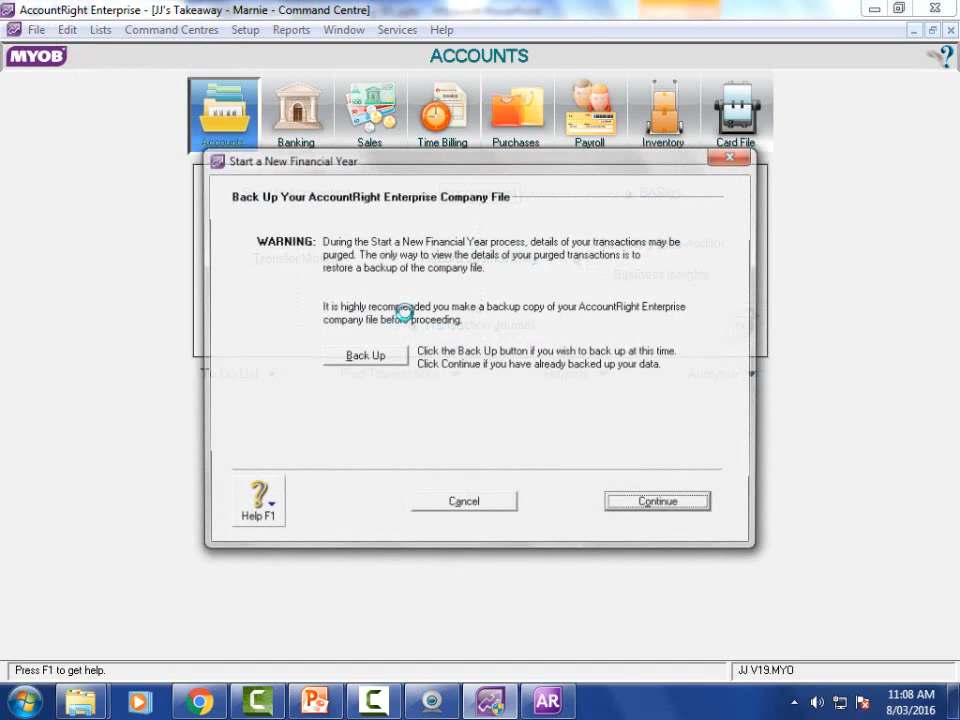 AccountRight Enterprise - [JJ's Takeaway - Marnie - Command Centre]
File Edit Lists Command Centres Setup Reports Window Services Help
MYOB
ACCOUNTS
Accounts Banking Sales Time Billing Purchases Payroll Inventory Card File
Start a New Financial Year
Back Up Your AccountRight Enterprise Company File
WARNING: During the Start a New Financial Year process, details of your transactions may be
purged. The only way to view the details of your purged transactions is to
restore a backup of the company file.
It is highly recommended you make a backup copy of your AccountRight Enterprise
company file before proceeding.
Back Up
Click the Back Up button if you wish to back up at this time.
Click Continue if you have already backed up your data.
To Do List
Business Insights
Help F1
Cancel
Continue
Press F1 to get help.
JJ V19.MYO
AR
11:08 AM
8/03/2016